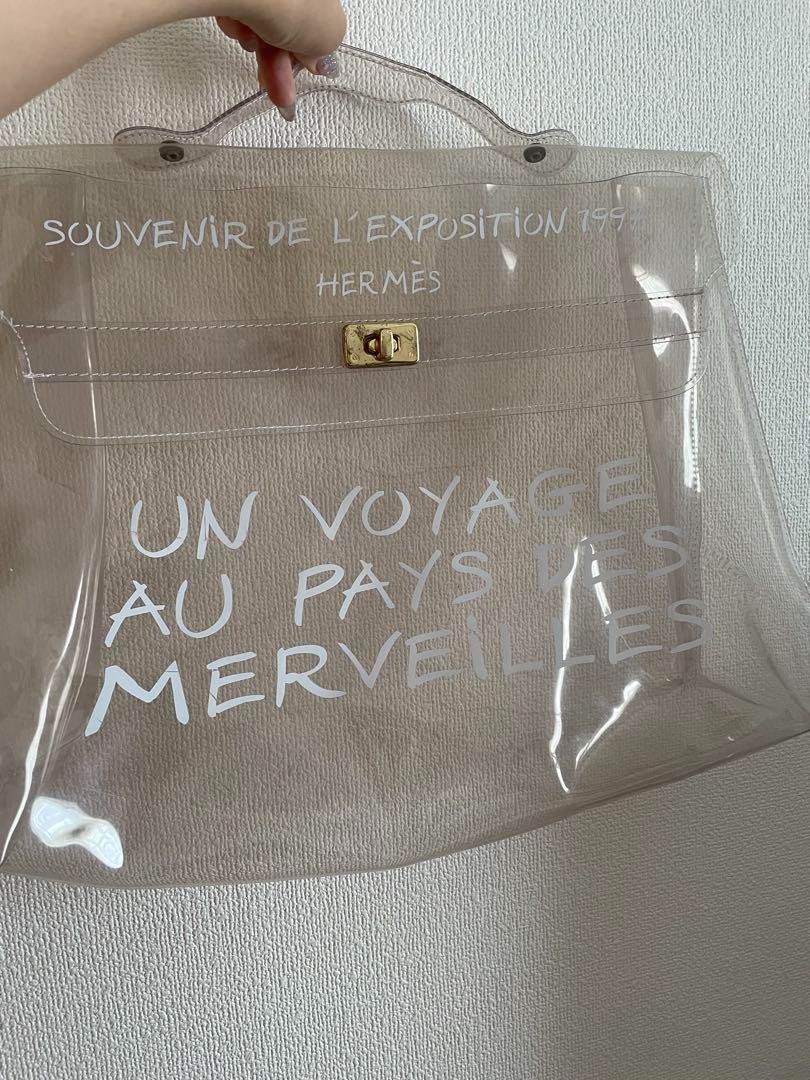 SOUVENIR DE L'EXPOSITION 1997
HERMÈS
UN VOYAGE
AU PAYS DES
MERVEILLES